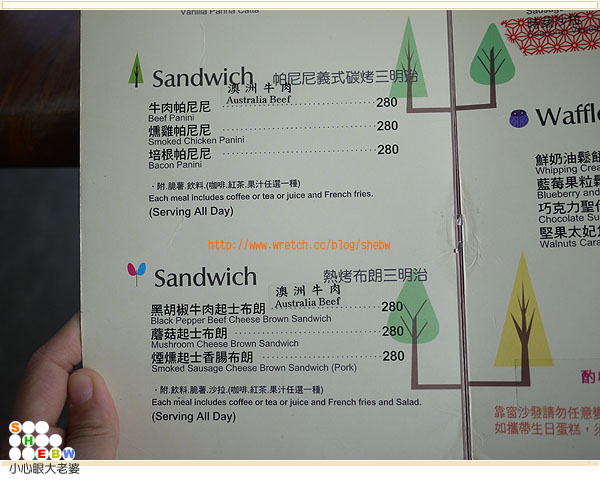 Vanilla Panna Catta
Sandwich 帕尼尼義式碳烤三明治
澳洲牛肉
Australia Beef
牛肉帕尼尼 280
Beef Panini
燻雞帕尼尼 280
Smoked Chicken Panini
培根帕尼尼 280
Bacon Panini
．附.脆薯.飲料.(咖啡.紅茶.果汁任選一種)
Each meal includes coffee or tea or juice and French fries.
(Serving All Day)
http://www.wretch.cc/blog/shebw
Sandwich 熱烤布朗三明治
澳洲牛肉
Australia Beef
黑胡椒牛肉起士布朗 280
Black Pepper Beef Cheese Brown Sandwich
蘑菇起士布朗 280
Mushroom Cheese Brown Sandwich
煙燻起士香腸布朗 280
Smoked Sausage Cheese Brown Sandwich (Pork)
．附.飲料.脆薯.沙拉.(咖啡.紅茶.果汁任選一種)
Each meal includes coffee or tea or juice and French fries and Salad.
(Serving All Day)
Sausage
Waffle
鮮奶油鬆餅
Whipping Crea
藍莓果粒鬆
Blueberry and
巧克力聖代
Chocolate Su
堅果太妃
Walnuts Cara
酌
靠窗沙發請勿任意變
如攜帶生日蛋糕，
SHEBW
小心眼大老婆